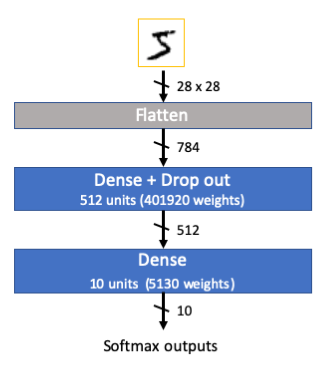 5
28 x 28
Flatten
784
Dense + Drop out
512 units (401920 weights)
512
Dense
10 units (5130 weights)
10
Softmax outputs